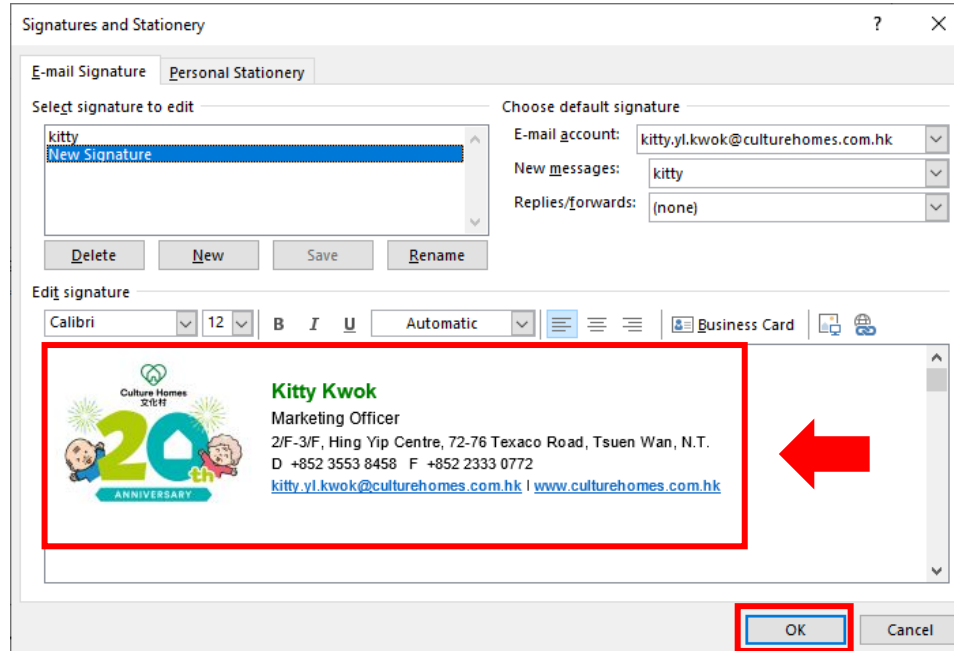 Signatures and Stationery ?
E-mail Signature Personal Stationery
Select signature to edit
kitty
New Signature
Delete New Save Rename
Choose default signature
E-mail account: kitty.yl.kwok@culturehomes.com.hk
New messages: kitty
Replies/forwards: (none)
Edit signature
Calibri 12 B I U Automatic Business Card
Culture Homes
文化村
20th
ANNIVERSARY
Kitty Kwok
Marketing Officer
2/F-3/F, Hing Yip Centre, 72-76 Texaco Road, Tsuen Wan, N.T.
D +852 3553 8458 F +852 2333 0772
kitty.yl.kwok@culturehomes.com.hk l www.culturehomes.com.hk
OK Cancel